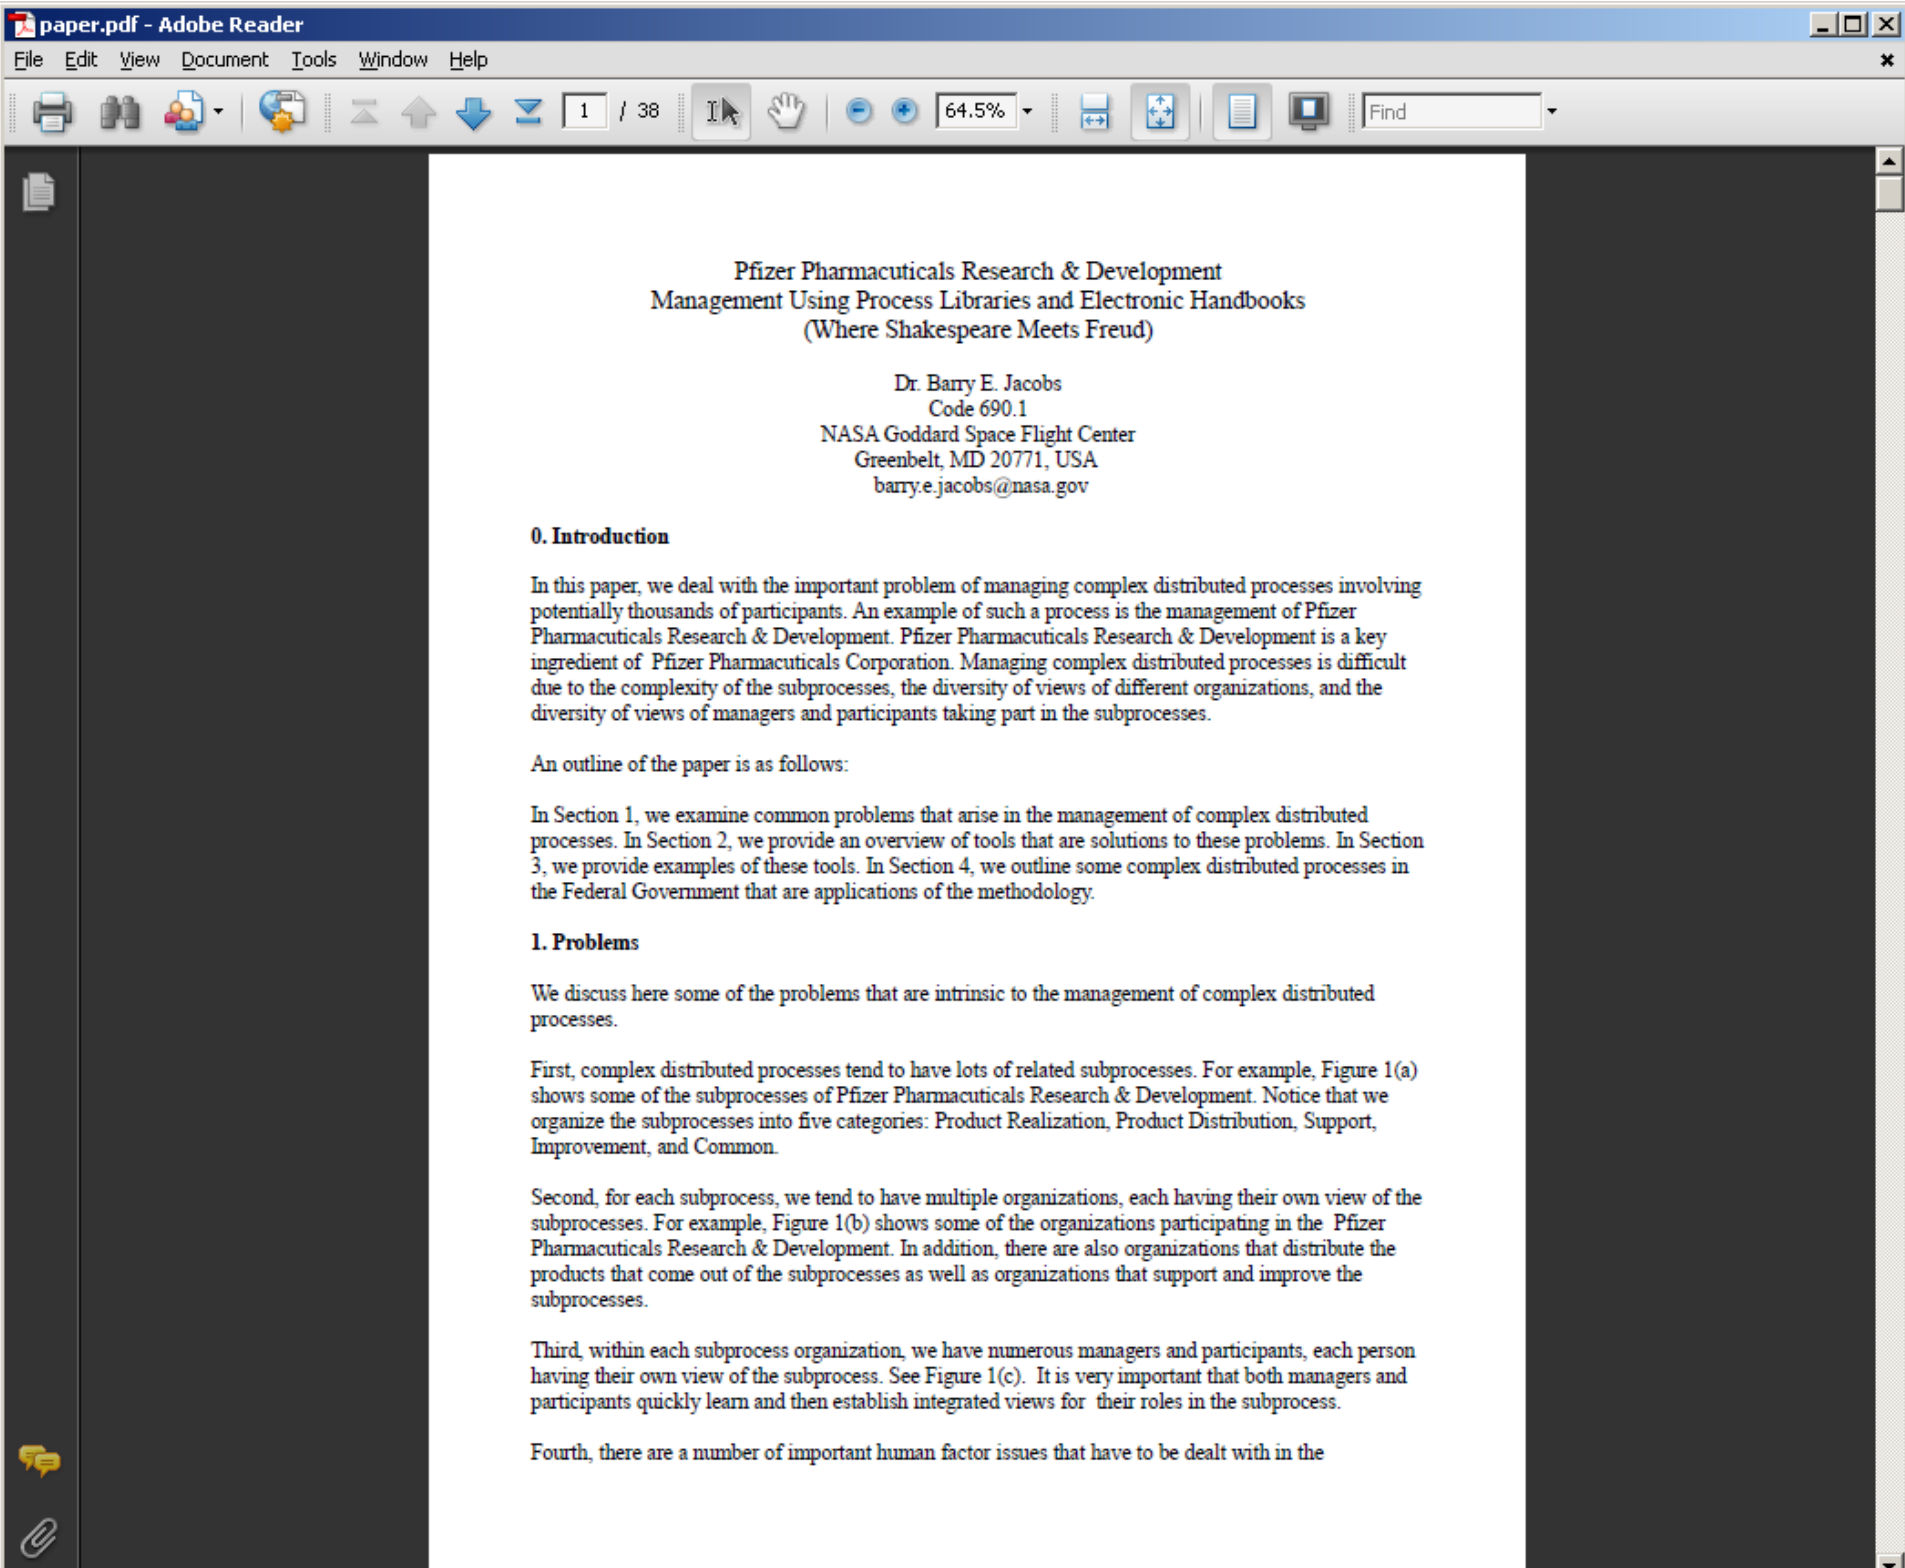 paper.pdf - Adobe Reader
File Edit View Document Tools Window Help
1 / 38 64.5% Find
Pfizer Pharmacuticals Research & Development
Management Using Process Libraries and Electronic Handbooks
(Where Shakespeare Meets Freud)
Dr. Barry E. Jacobs
Code 690.1
NASA Goddard Space Flight Center
Greenbelt, MD 20771, USA
barry.e.jacobs@nasa.gov
0. Introduction
In this paper, we deal with the important problem of managing complex distributed processes involving
potentially thousands of participants. An example of such a process is the management of Pfizer
Pharmacuticals Research & Development. Pfizer Pharmacuticals Research & Development is a key
ingredient of Pfizer Pharmacuticals Corporation. Managing complex distributed processes is difficult
due to the complexity of the subprocesses, the diversity of views of different organizations, and the
diversity of views of managers and participants taking part in the subprocesses.
An outline of the paper is as follows:
In Section 1, we examine common problems that arise in the management of complex distributed
processes. In Section 2, we provide an overview of tools that are solutions to these problems. In Section
3, we provide examples of these tools. In Section 4, we outline some complex distributed processes in
the Federal Government that are applications of the methodology.
1. Problems
We discuss here some of the problems that are intrinsic to the management of complex distributed
processes.
First, complex distributed processes tend to have lots of related subprocesses. For example, Figure 1(a)
shows some of the subprocesses of Pfizer Pharmacuticals Research & Development. Notice that we
organize the subprocesses into five categories: Product Realization, Product Distribution, Support,
Improvement, and Common.
Second, for each subprocess, we tend to have multiple organizations, each having their own view of the
subprocesses. For example, Figure 1(b) shows some of the organizations participating in the Pfizer
Pharmacuticals Research & Development. In addition, there are also organizations that distribute the
products that come out of the subprocesses as well as organizations that support and improve the
subprocesses.
Third, within each subprocess organization, we have numerous managers and participants, each person
having their own view of the subprocess. See Figure 1(c). It is very important that both managers and
participants quickly learn and then establish integrated views for their roles in the subprocess.
Fourth, there are a number of important human factor issues that have to be dealt with in the